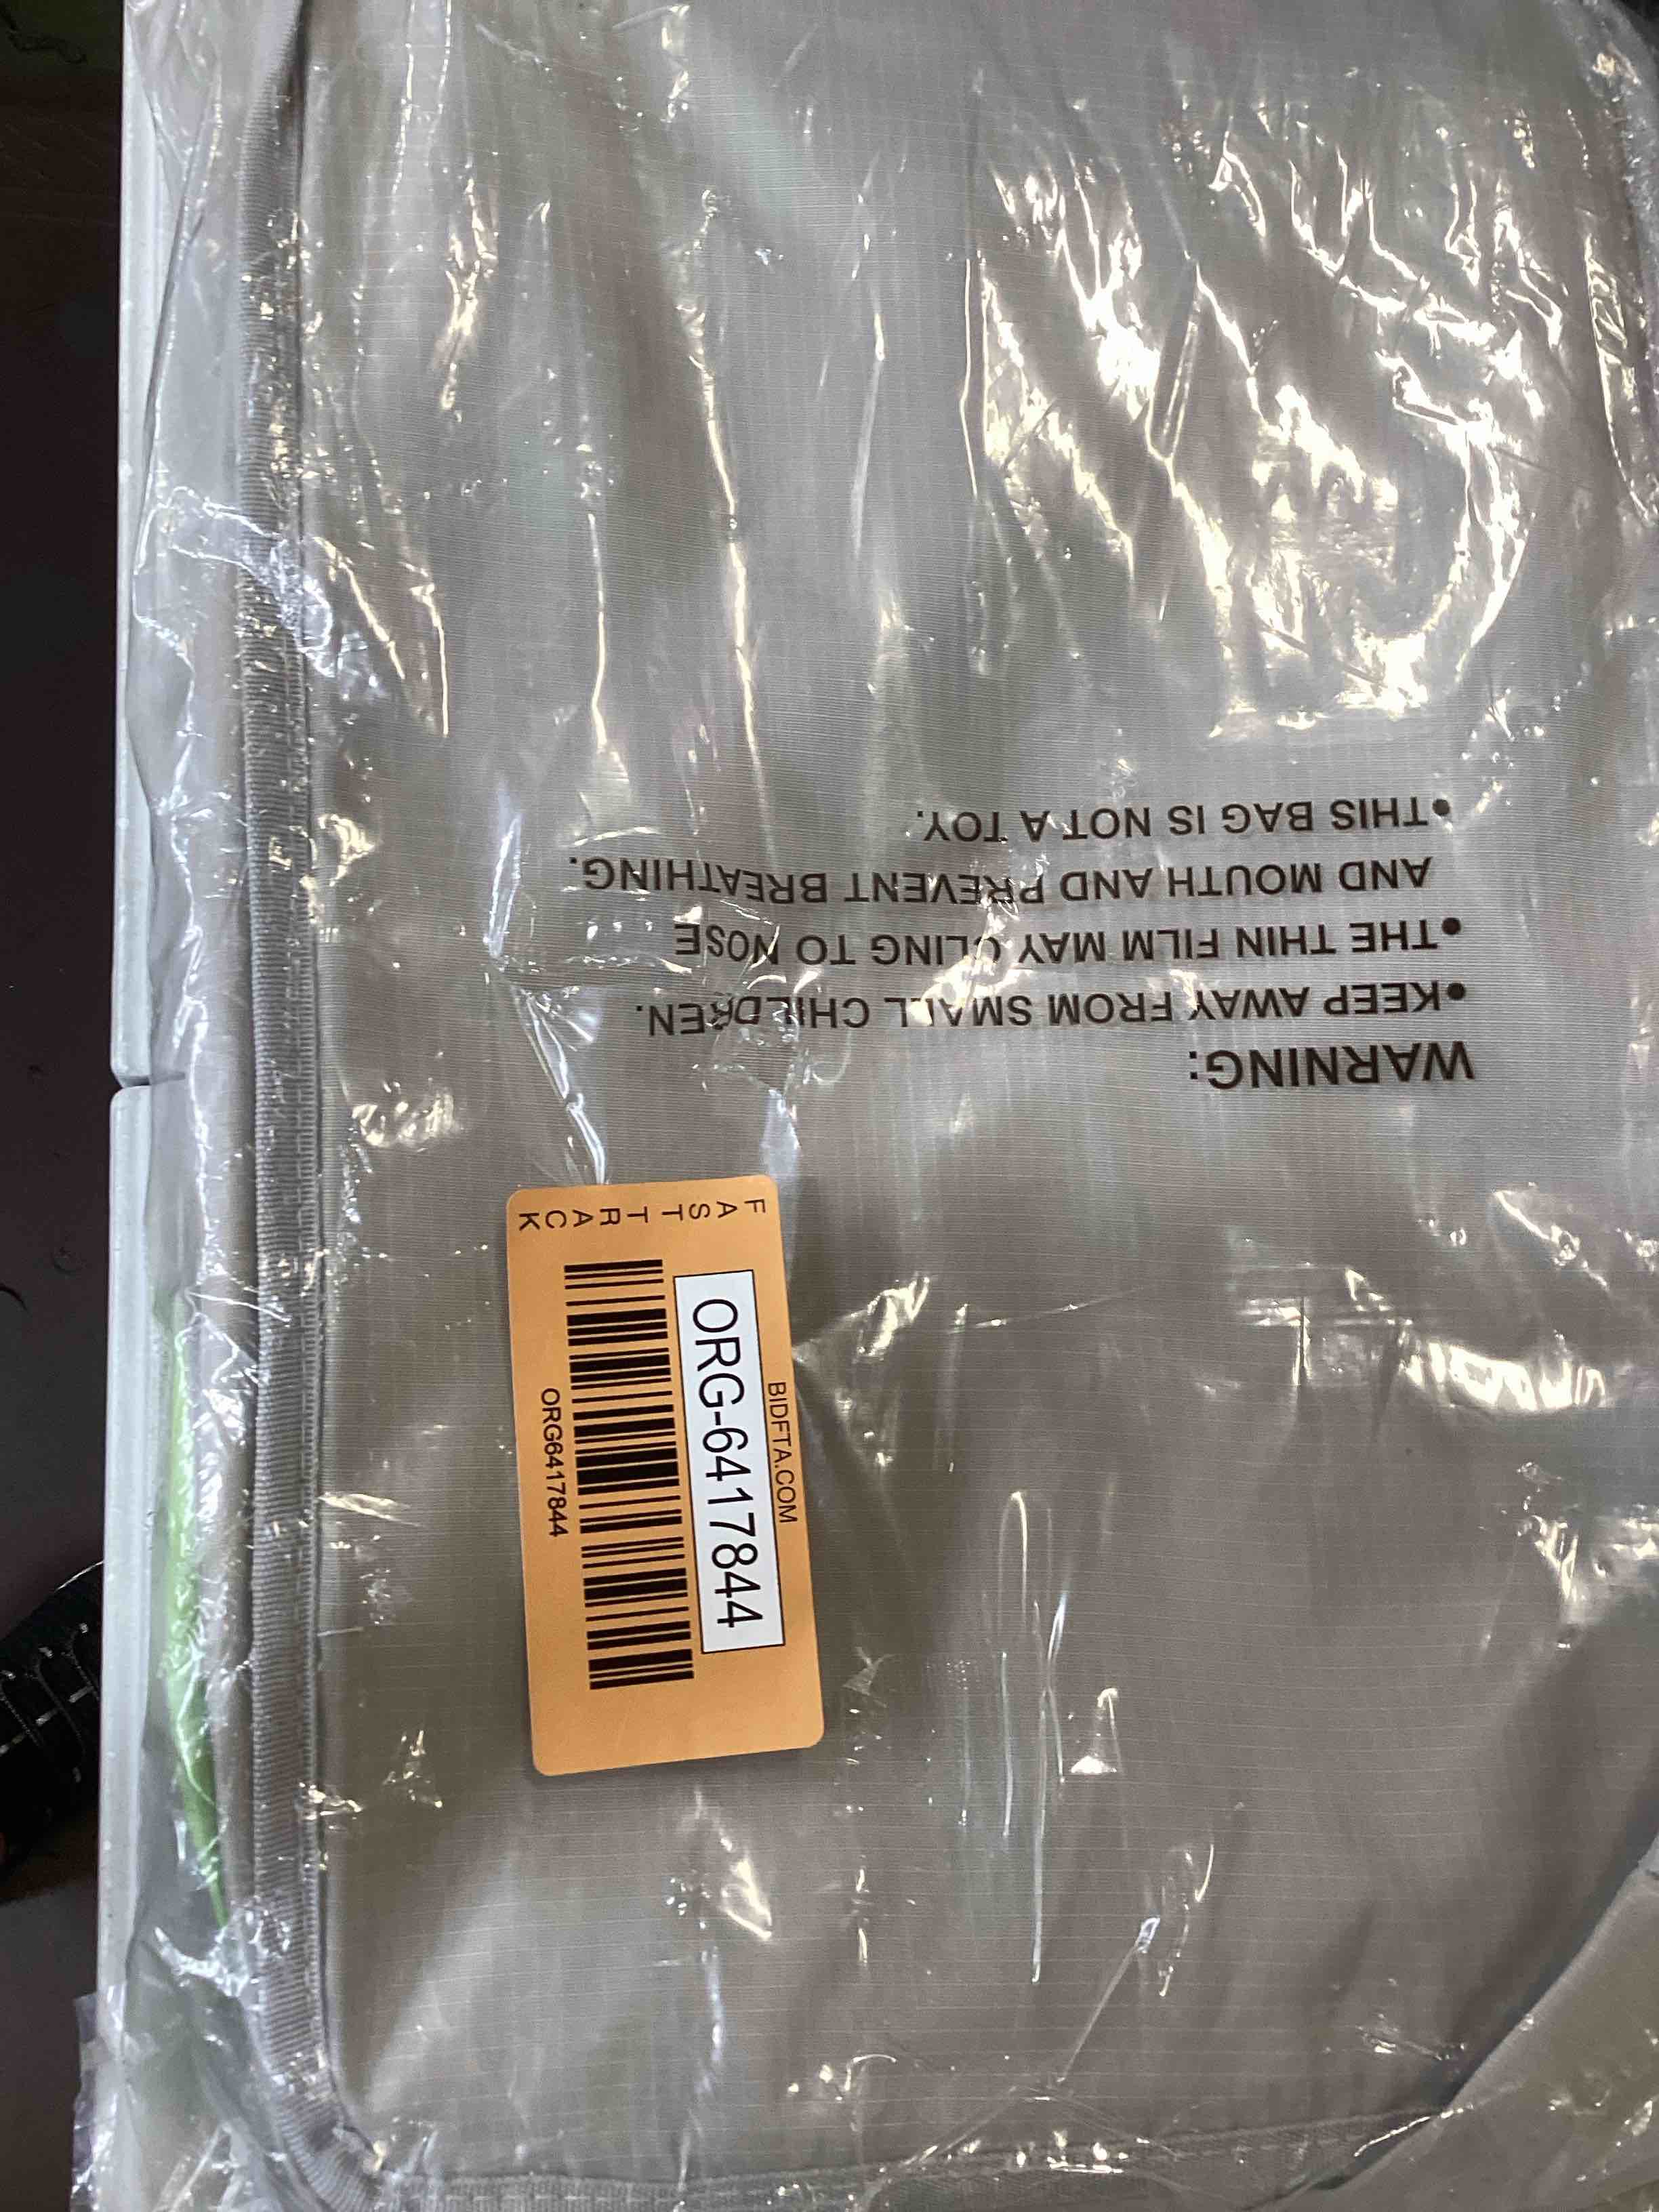 WARNING:
•KEEP AWAY FROM SMALL CHILDREN.
•THE THIN FILM MAY CLING TO NOSE
AND MOUTH AND PREVENT BREATHING.
•THIS BAG IS NOT A TOY.
FAST TRACK
BIDFTA.COM
ORG-6417844
ORG6417844